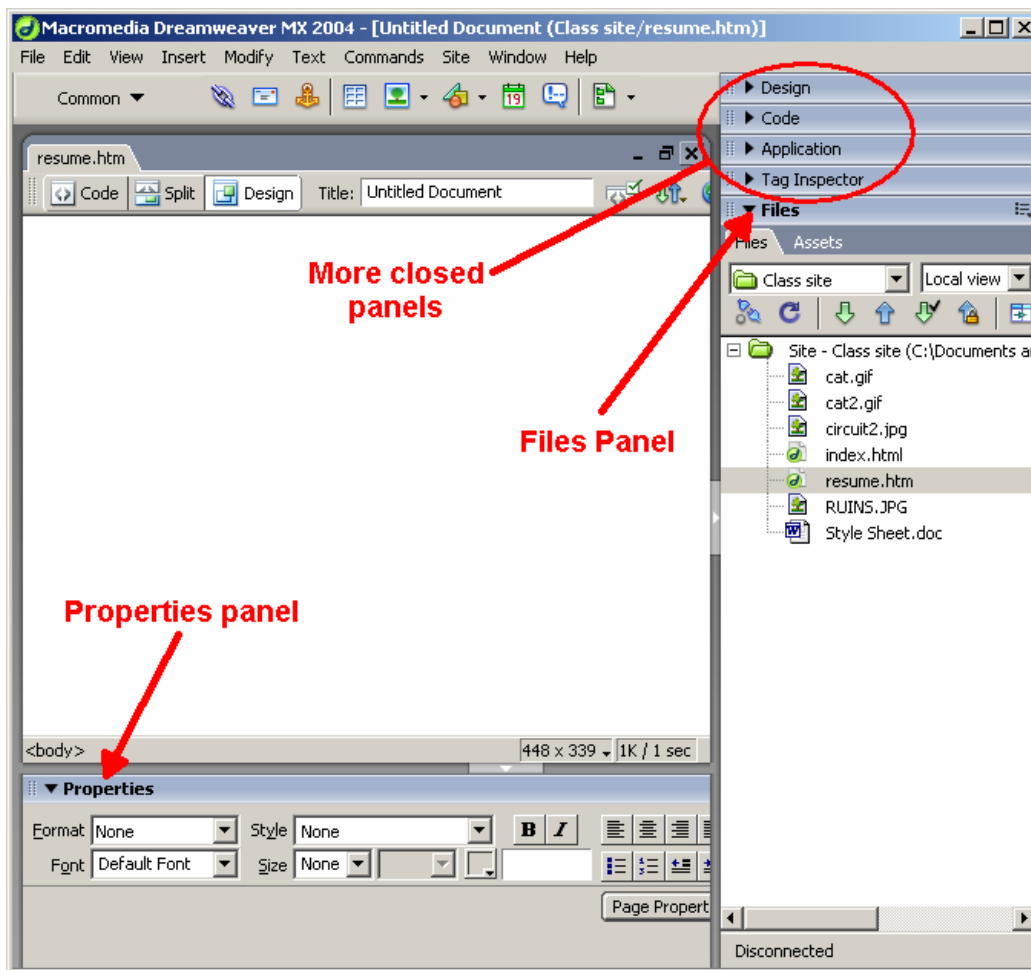 Macromedia Dreamweaver MX 2004 - [Untitled Document (Class site/resume.htm)]
File Edit View Insert Modify Text Commands Site Window Help
Common
19
Design
Code
Application
Tag Inspector
Files
Files Assets
Class site Local view
Site - Class site (C:\Documents a
cat.gif
cat2.gif
circuit2.jpg
index.html
resume.htm
RUINS.JPG
Style Sheet.doc
Disconnected
resume.htm
Code Split Design Title: Untitled Document
More closed
panels
Files Panel
Properties panel
<body> 448 x 339 1K / 1 sec
Properties
Format None Style None B I
Font Default Font Size None
Page Propert